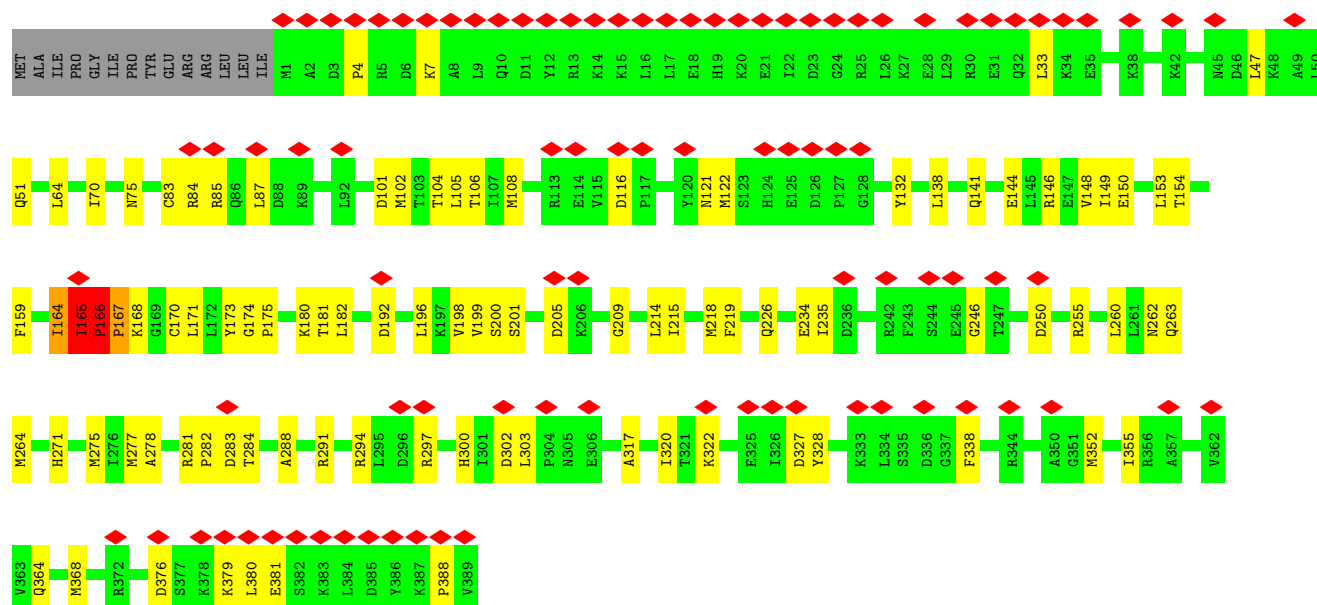 MET ALA ILE PRO GLY ILE PRO TYR GLU ARG ARG LEU LEU ILE M1 A2 D3 P4 R5 D6 K7 A8 L9 Q10 D11 Y12 R13 K14 K15 L16 L17 E18 H19 K20 E21 I22 D23 G24 R25 L26 K27 E28 L29 R30 E31 Q32 L33 K34 E35 K38 K42 N45 D46 L47 K48 A49
Q51 L64 I70 N75 C83 R84 R85 Q86 L87 D88 K89 L92 D101 M102 T103 T104 L105 T106 I107 M108 R113 E114 V115 D116 P117 Y120 N121 M122 S123 H124 E125 D126 P127 G128 Y132 L138 Q141 E144 L145 R146 E147 V148 I149 E150 L153 T154
F159 I164 I165 P166 P167 K168 G169 C170 L171 L172 Y173 G174 P175 K180 T181 L182 D192 L196 K197 V198 V199 S200 S201 D205 K206 G209 L214 I215 M218 F219 Q226 E234 I235 D236 R242 F243 S244 E245 G246 T247 D250 R255 L260 L261 N262 Q263
M264 H271 M275 I276 M277 A278 R281 P282 D283 T284 A288 R291 R294 L295 D296 R297 H300 I301 D302 L303 P304 N305 E306 A317 I320 T321 K322 E325 I326 D327 Y328 K333 L334 S335 D336 G337 F338 R344 A350 G351 M352 I355 R356 A357 V362
V363 Q364 M368 R372 D376 S377 K378 K379 L380 E381 S382 K383 L384 D385 Y386 K387 P388 V389